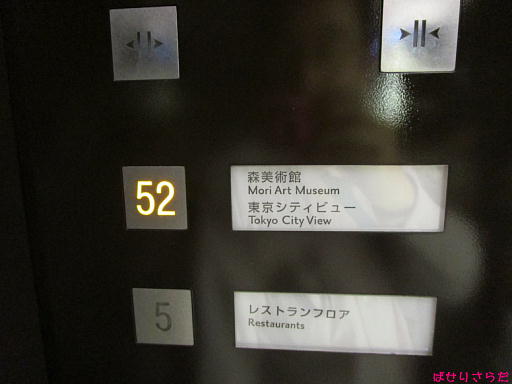 52
森美術館
Mori Art Museum
東京シティビュー
Tokyo City View
5
レストランフロア
Restaurants
ぱせりさらだ